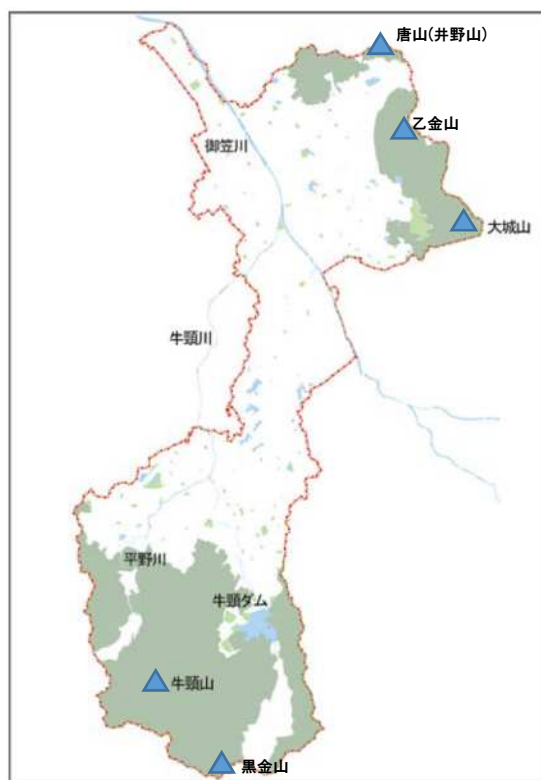 唐山(井野山)
乙金山
御笠川
大城山
牛頸川
平野川
牛頸ダム
牛頸山
黒金山